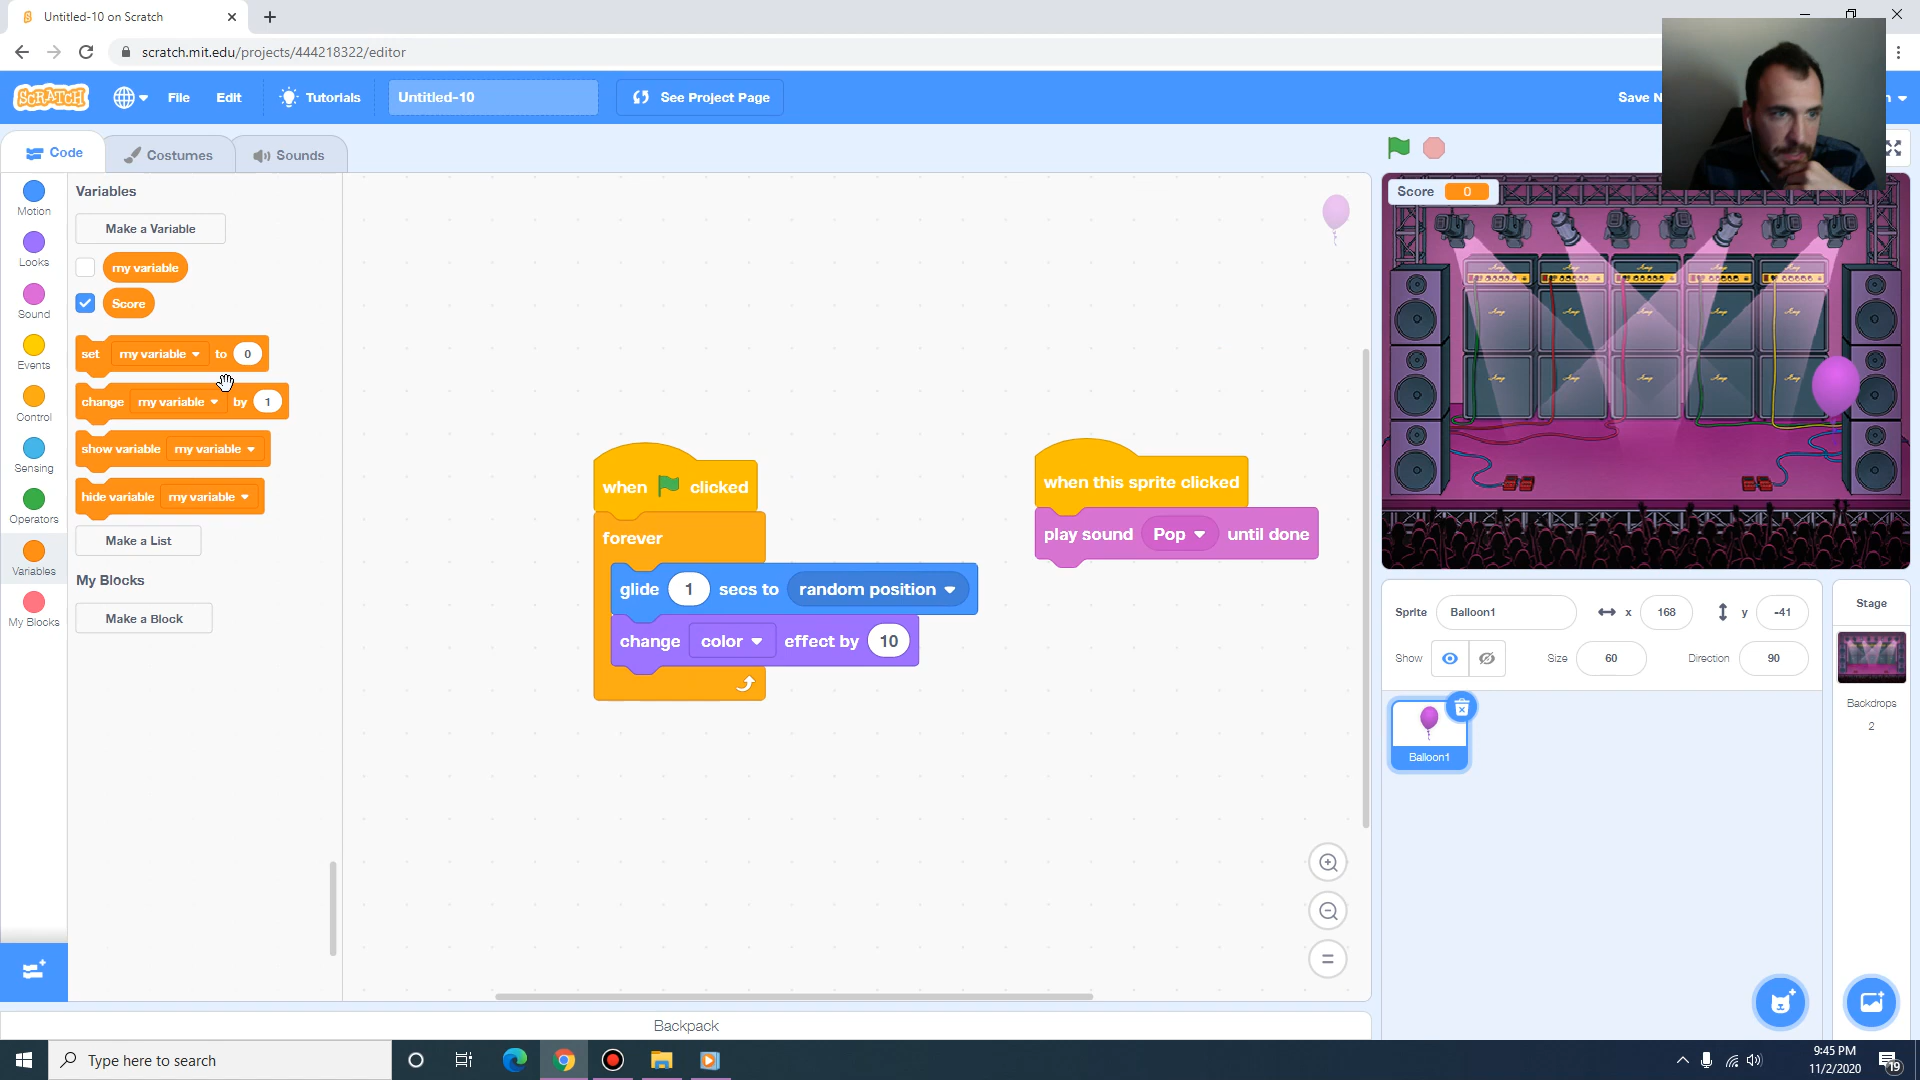 Untitled-10 on Scratch
scratch.mit.edu/projects/444218322/editor
SCRATCH
File
Edit
Tutorials
Untitled-10
See Project Page
Save N
Code
Costumes
Sounds
Motion
Looks
Sound
Events
Control
Sensing
Operators
Variables
My Blocks
Variables
Make a Variable
my variable
Score
set my variable to 0
change my variable by 1
show variable my variable
hide variable my variable
Make a List
My Blocks
Make a Block
when clicked
forever
glide 1 secs to random position
change color effect by 10
when this sprite clicked
play sound Pop until done
Score 0
Sprite Balloon1 x 168 y -41
Show Size 60 Direction 90
Balloon1
Stage
Backdrops
2
Backpack
Type here to search
9:45 PM
11/2/2020
19